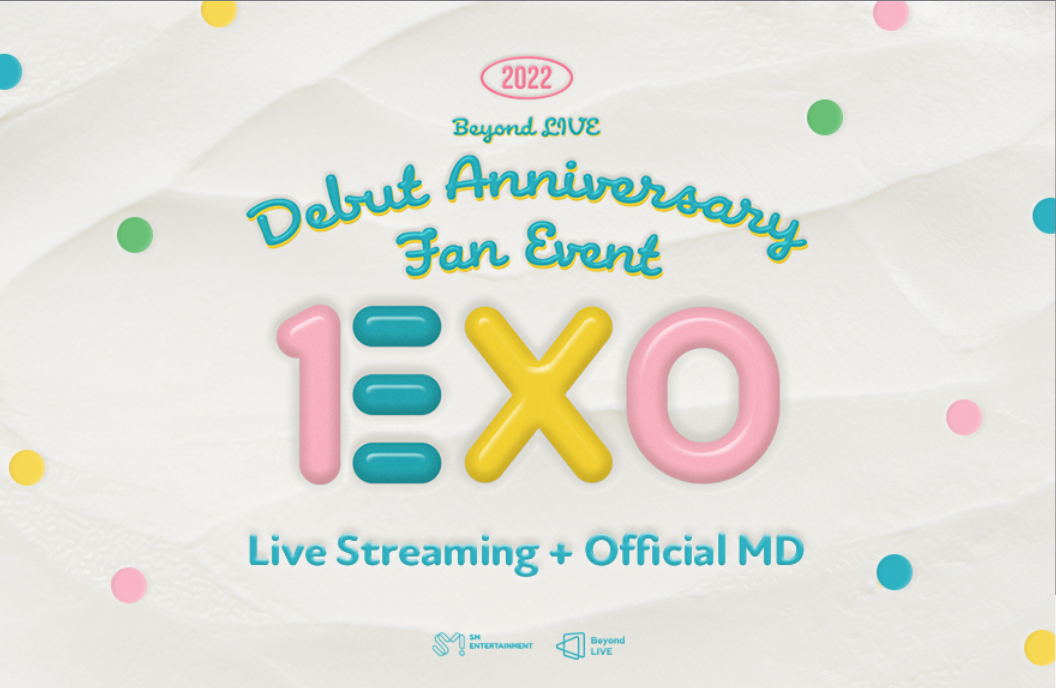 2022
Beyond LIVE
Debut Anniversary
Fan Event
1EXO
Live Streaming + Official MD
SM
ENTERTAINMENT
Beyond
LIVE